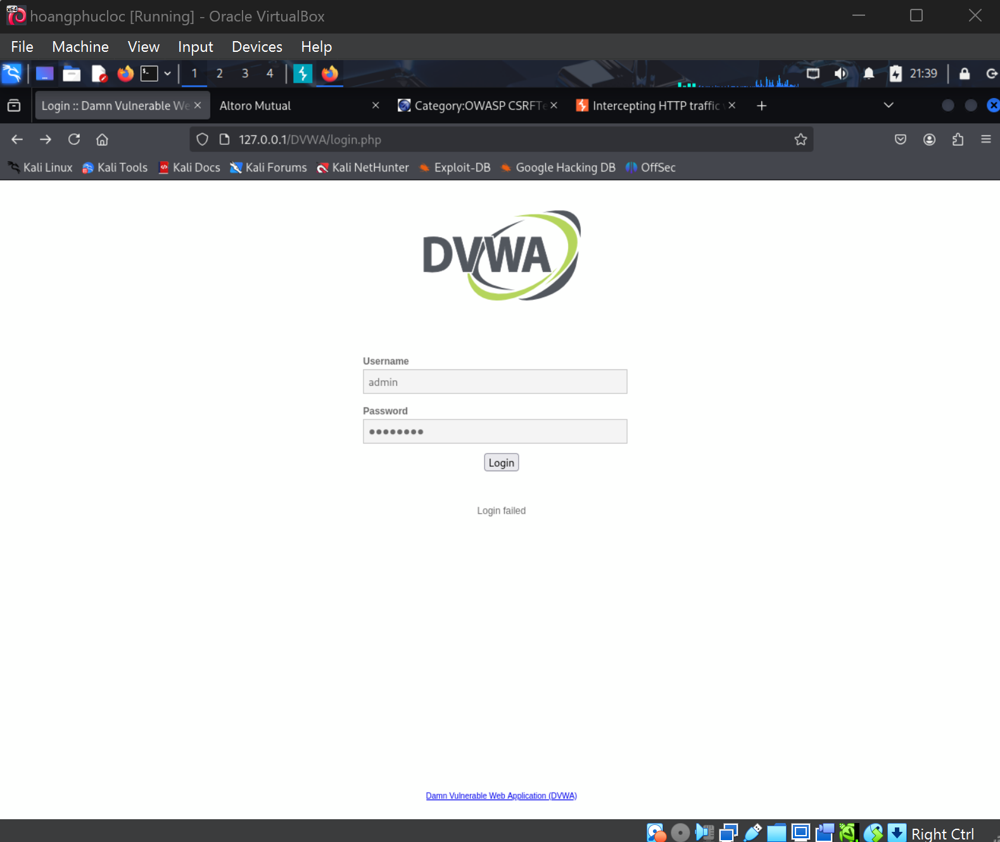 hoangphucloc [Running] - Oracle VirtualBox
File Machine View Input Devices Help
1 2 3 4 21:39
Login :: Damn Vulnerable We Altoro Mutual Category:OWASP CSRFTe Intercepting HTTP traffic
127.0.0.1/DVWA/login.php
Kali Linux Kali Tools Kali Docs Kali Forums Kali NetHunter Exploit-DB Google Hacking DB OffSec
DVWA
Username
admin
Password
Login
Login failed
Damn Vulnerable Web Application (DVWA)
Right Ctrl